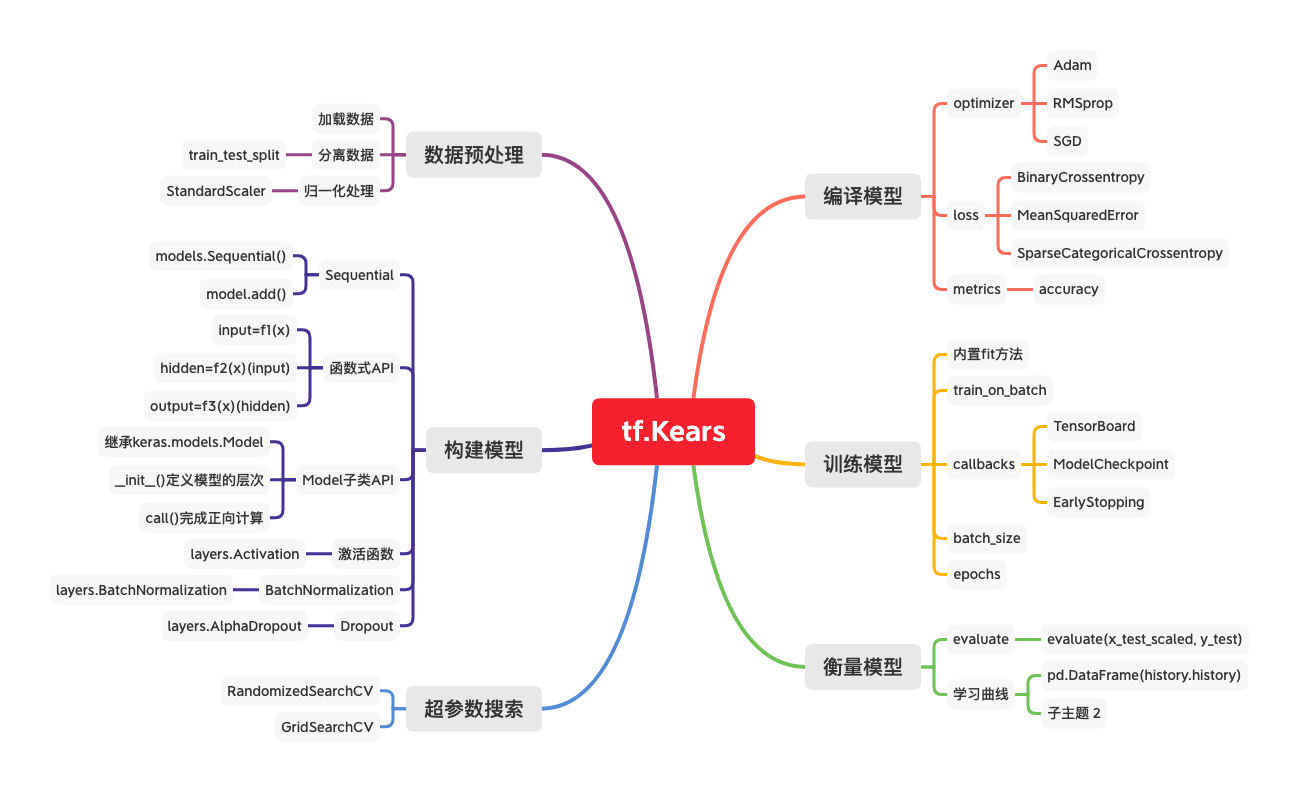 tf.Kears
数据预处理
加载数据
分离数据
train_test_split
归一化处理
StandardScaler
构建模型
Sequential
models.Sequential()
model.add()
函数式API
input=f1(x)
hidden=f2(x)(input)
output=f3(x)(hidden)
Model子类API
继承keras.models.Model
__init__()定义模型的层次
call()完成正向计算
激活函数
layers.Activation
BatchNormalization
layers.BatchNormalization
Dropout
layers.AlphaDropout
超参数搜索
RandomizedSearchCV
GridSearchCV
编译模型
optimizer
Adam
RMSprop
SGD
loss
BinaryCrossentropy
MeanSquaredError
SparseCategoricalCrossentropy
metrics
accuracy
训练模型
内置fit方法
train_on_batch
callbacks
TensorBoard
ModelCheckpoint
EarlyStopping
batch_size
epochs
衡量模型
evaluate
evaluate(x_test_scaled, y_test)
学习曲线
pd.DataFrame(history.history)
子主题 2